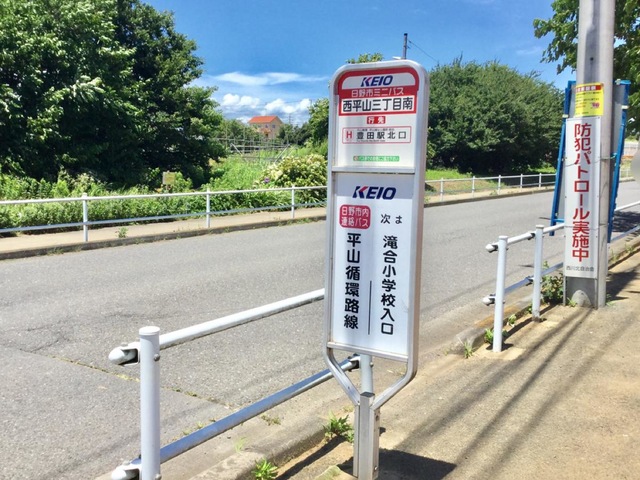 KEIO
日野市ミニバス
西平山三丁目南
行先
H
豊田駅北口
KEIO
日野市内
連絡バス
平山循環路線
次は
滝合小学校入口
防犯パトロール実施中